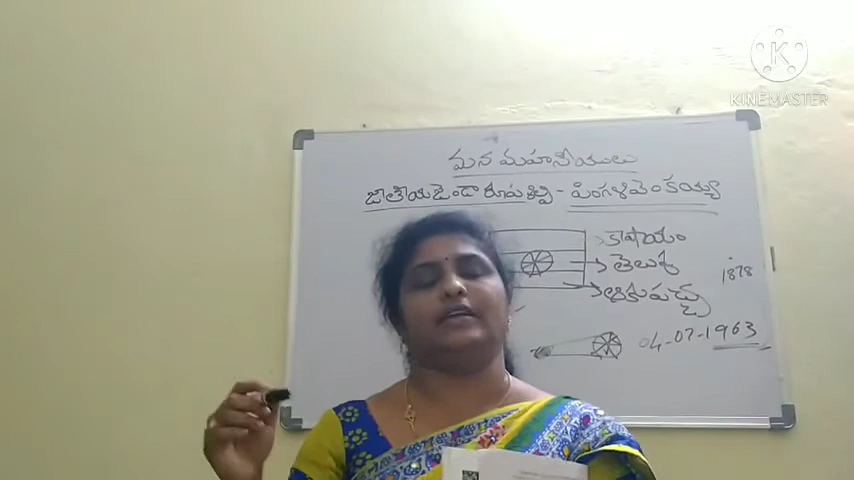 KINEMASTER
మన మహనీయులు
జాతీయజెండా రూపశిల్పి - పింగళి వెంకయ్యా
కాషాయం
తెలుపు
ఆకుపచ్చ
1878
04-07-1963